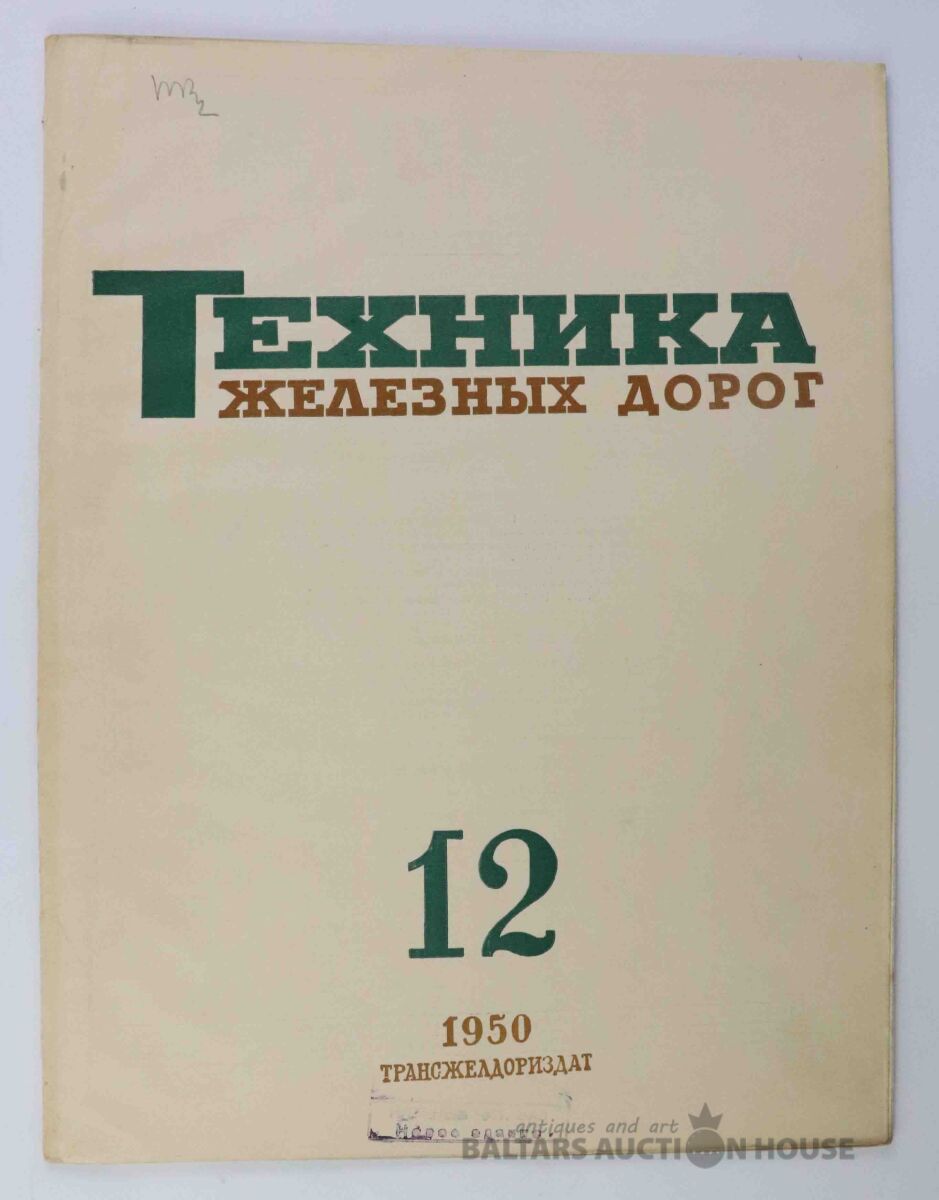 ТЕХНИКА
ЖЕЛЕЗНЫХ ДОРОГ
12
1950
ТРАНСЖЕЛДОРИЗДАТ
antiques and art
BALTARS AUCTION HOUSE